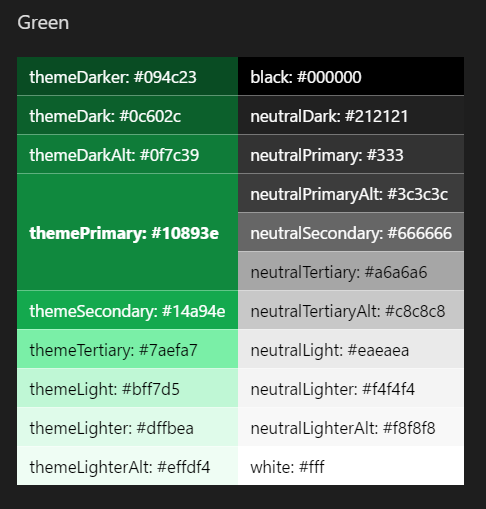 Green
themeDarker: #094c23
black: #000000
themeDark: #0c602c
neutralDark: #212121
themeDarkAlt: #0f7c39
neutralPrimary: #333
neutralPrimaryAlt: #3c3c3c
themePrimary: #10893e
neutralSecondary: #666666
neutralTertiary: #a6a6a6
themeSecondary: #14a94e
neutralTertiaryAlt: #c8c8c8
themeTertiary: #7aefa7
neutralLight: #eaeaea
themeLight: #bff7d5
neutralLighter: #f4f4f4
themeLighter: #dffbea
neutralLighterAlt: #f8f8f8
themeLighterAlt: #effdf4
white: #fff